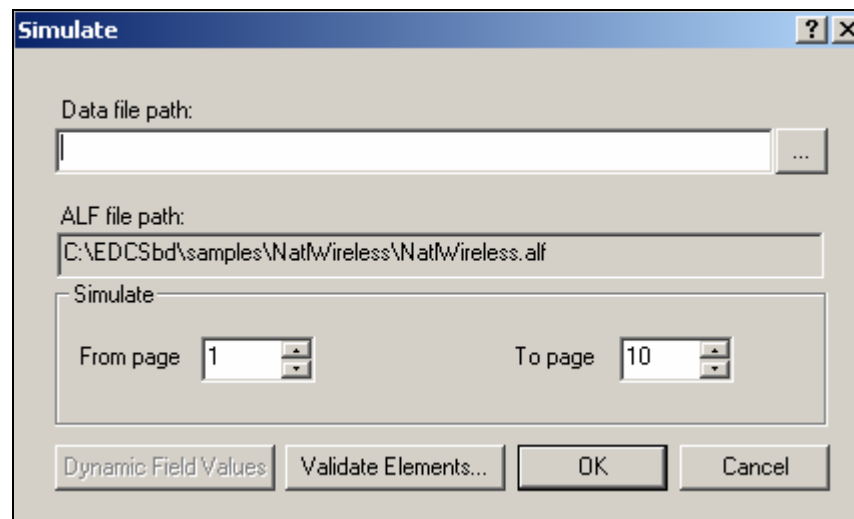 Simulate
Data file path:
...
ALF file path:
C:\EDCSbd\samples\NatlWireless\NatlWireless.alf
Simulate
From page 1 To page 10
Dynamic Field Values Validate Elements... OK Cancel